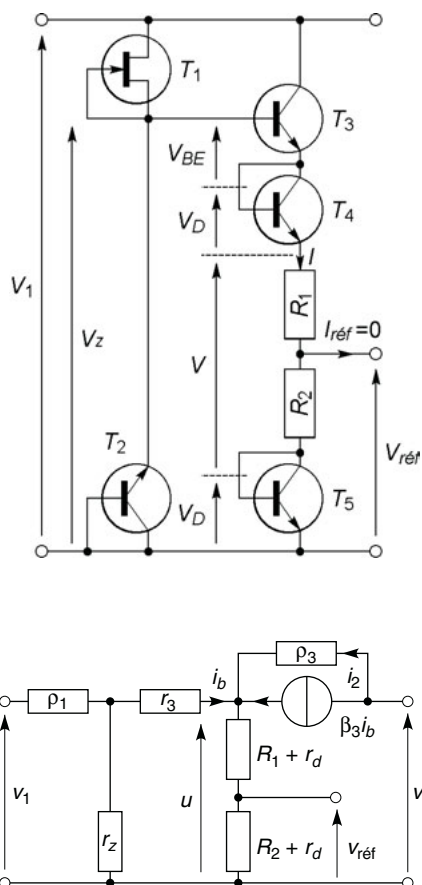 T1
T3
VBE
T4
VD
I
V1
Vz
R1
Iréf=0
V
R2
T2
Vréf
VD
T5
ρ3
ρ1
r3
ib
i2
β3ib
R1 + rd
v1
u
v
rz
R2 + rd
vréf